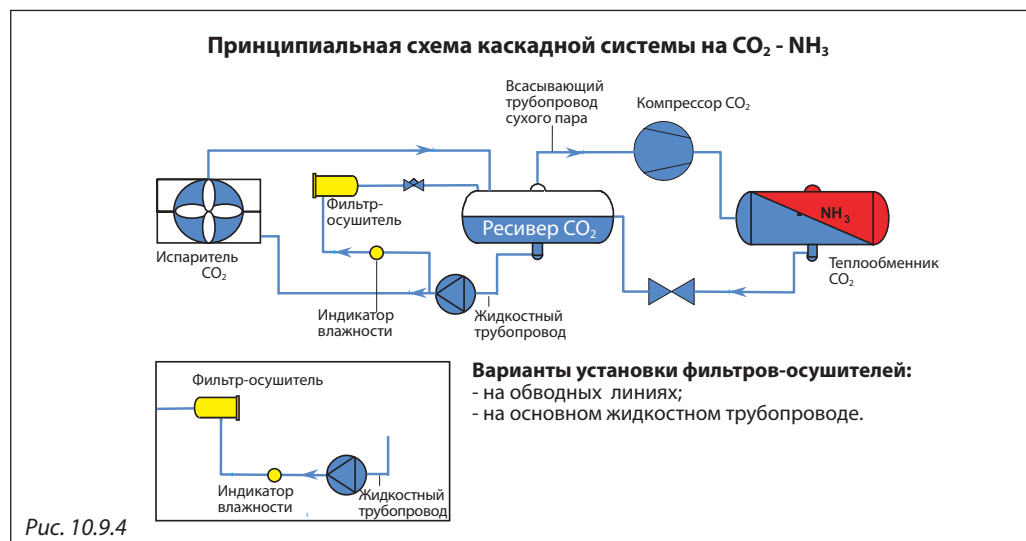 Принципиальная схема каскадной системы на CO₂ - NH₃
Всасывающий
трубопровод
сухого пара
Компрессор CO₂
Фильтр-
осушитель
Ресивер CO₂
NH₃
Испаритель
CO₂
Теплообменник
CO₂
Индикатор
влажности
Жидкостный
трубопровод
Варианты установки фильтров-осушителей:
- на обводных линиях;
- на основном жидкостном трубопроводе.
Фильтр-осушитель
Индикатор
влажности
Жидкостный
трубопровод
Рис. 10.9.4